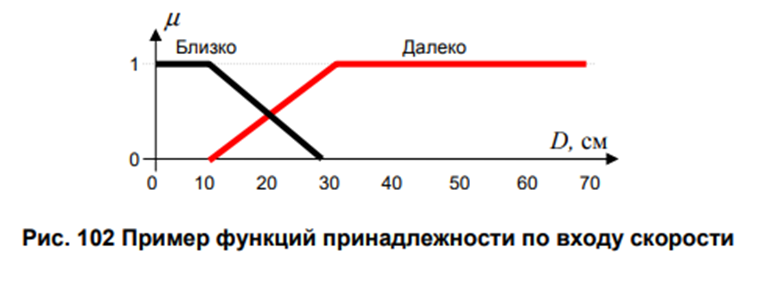 μ
Близко
Далеко
1
D, см
0
0 10 20 30 40 50 60 70
Рис. 102 Пример функций принадлежности по входу скорости